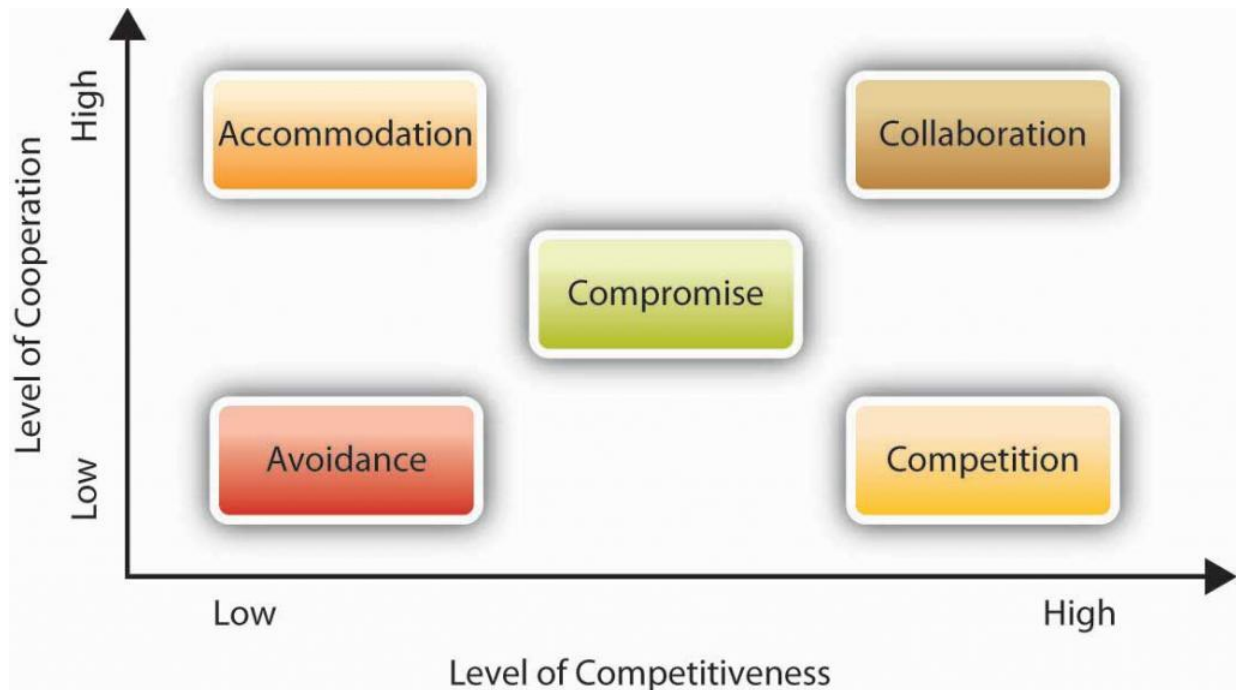 High
Level of Cooperation
Low
Accommodation
Collaboration
Compromise
Avoidance
Competition
Low
High
Level of Competitiveness